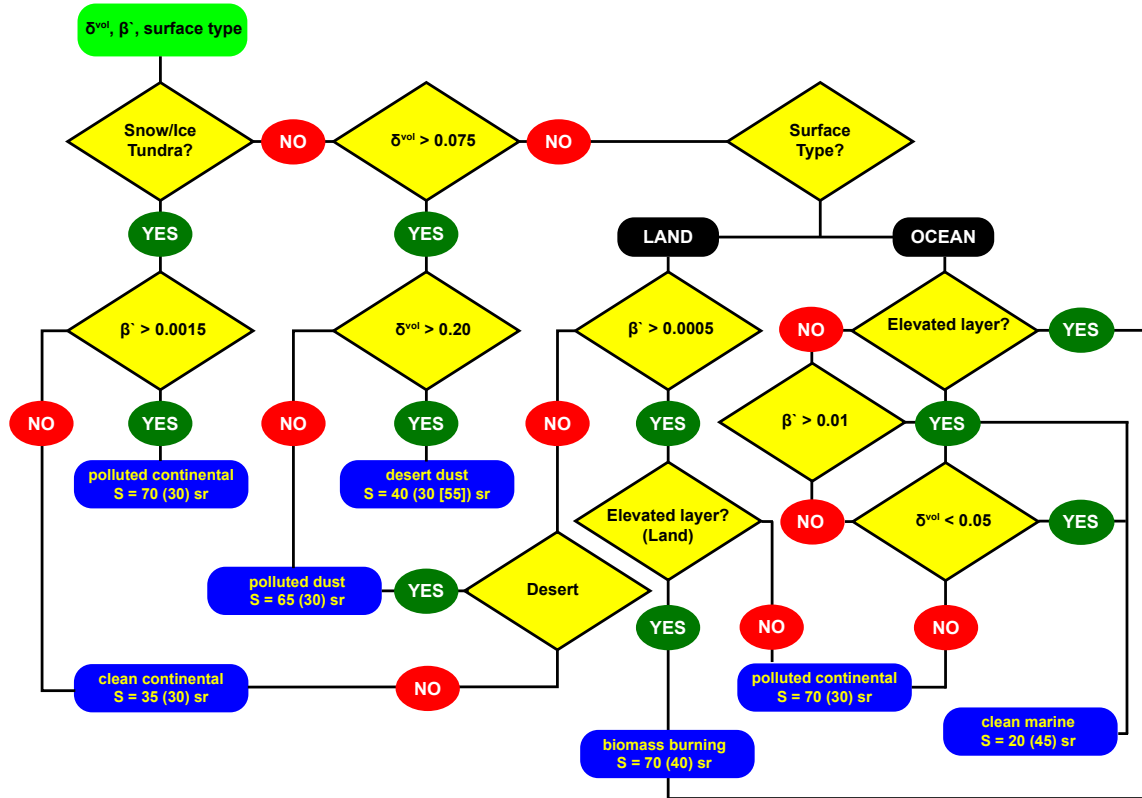 δᵛᵒˡ, β`, surface type
Snow/Ice
Tundra?
NO
δᵛᵒˡ > 0.075
NO
Surface
Type?
YES
YES
LAND
OCEAN
β` > 0.0015
δᵛᵒˡ > 0.20
β` > 0.0005
NO
Elevated layer?
YES
NO
YES
NO
YES
NO
YES
β` > 0.01
YES
polluted continental
S = 70 (30) sr
desert dust
S = 40 (30 [55]) sr
Elevated layer?
(Land)
NO
δᵛᵒˡ < 0.05
YES
polluted dust
S = 65 (30) sr
YES
Desert
YES
NO
NO
clean continental
S = 35 (30) sr
NO
polluted continental
S = 70 (30) sr
clean marine
S = 20 (45) sr
biomass burning
S = 70 (40) sr